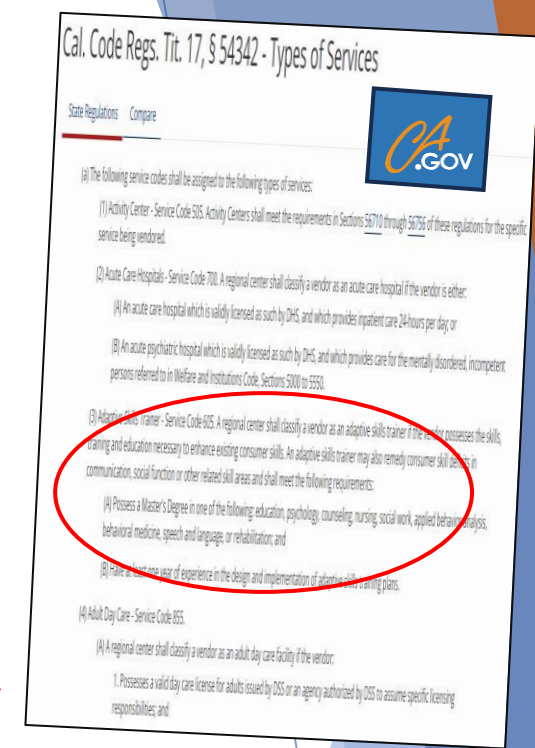 Cal. Code Regs. Tit. 17, § 54342 - Types of Services
State Regulations Compare
CA
.GOV
(a) The following service codes shall be assigned to the following types of services:
(1) Activity Center - Service Code 505. Activity Centers shall meet the requirements in Sections 56710 through 56756 of these regulations for the specific
service being vendored.
(2) Acute Care Hospitals - Service Code 700. A regional center shall classify a vendor as an acute care hospital if the vendor is either:
(A) An acute care hospital which is validly licensed as such by DHS, and which provides inpatient care 24-hours per day; or
(B) An acute psychiatric hospital which is validly licensed as such by DHS, and which provides care for the mentally disordered, incompetent
persons referred to in Welfare and Institutions Code, Sections 5000 to 5550.
(3) Adaptive Skills Trainer - Service Code 605. A regional center shall classify a vendor as an adaptive skills trainer if the vendor possesses the skills,
training and education necessary to enhance existing consumer skills. An adaptive skills trainer may also remedy consumer skill deficits in
communication, social function or other related skill areas and shall meet the following requirements:
(A) Possess a Master's Degree in one of the following: education, psychology, counseling, nursing, social work, applied behavior analysis,
behavioral medicine, speech and language, or rehabilitation; and
(B) Have at least one year of experience in the design and implementation of adaptive skills training plans.
(4) Adult Day Care - Service Code 855.
(A) A regional center shall classify a vendor as an adult day care facility if the vendor:
1. Possesses a valid day care license for adults issued by DSS or an agency authorized by DSS to assume specific licensing
responsibilities; and